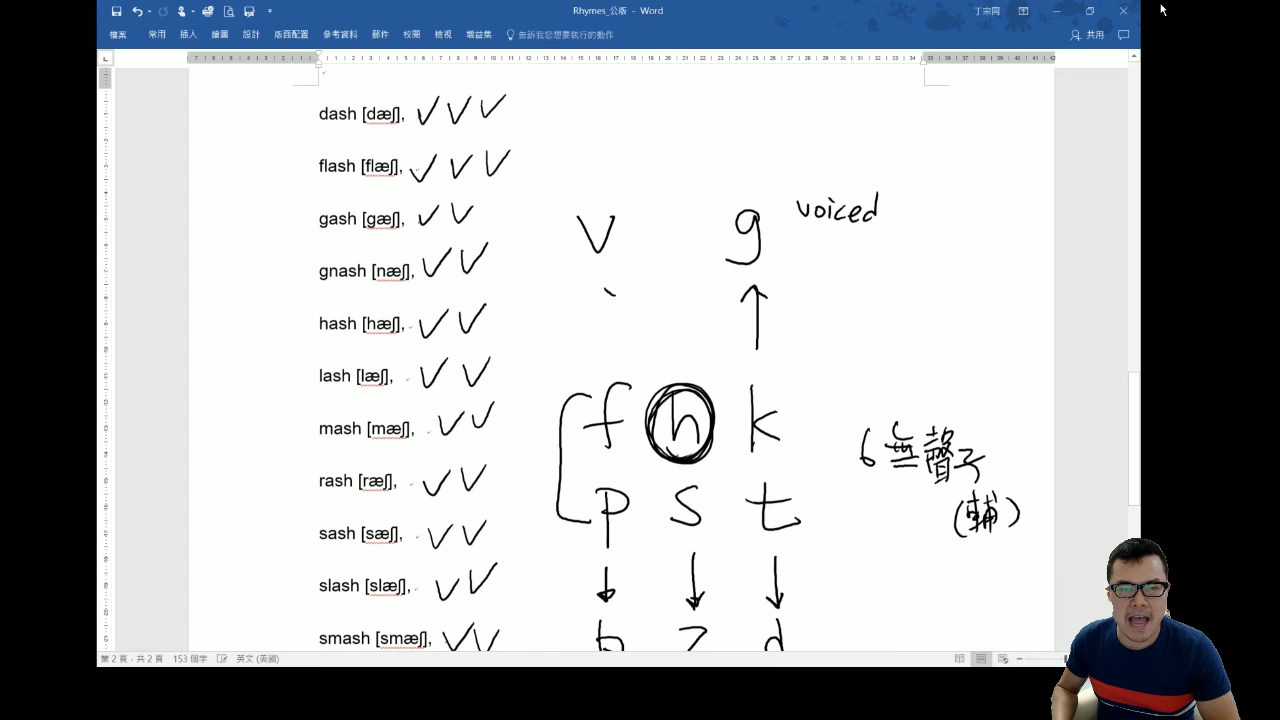 Rhymes_公版 - Word
丁宗冈
檔案 常用 插入 繪圖 設計 版面配置 參考資料 郵件 校閱 檢視 增益集 告訴我您想要執行的動作 共用
dash [dæʃ],
flash [flæʃ],
gash [gæʃ],
gnash [næʃ],
hash [hæʃ],
lash [læʃ],
mash [mæʃ],
rash [ræʃ],
sash [sæʃ],
slash [slæʃ],
smash [smæʃ],
v g voiced
f h k
p s t
b z d
6 無聲子
(輔)
第 2 頁，共 2 頁 153 個字 英文 (美國)